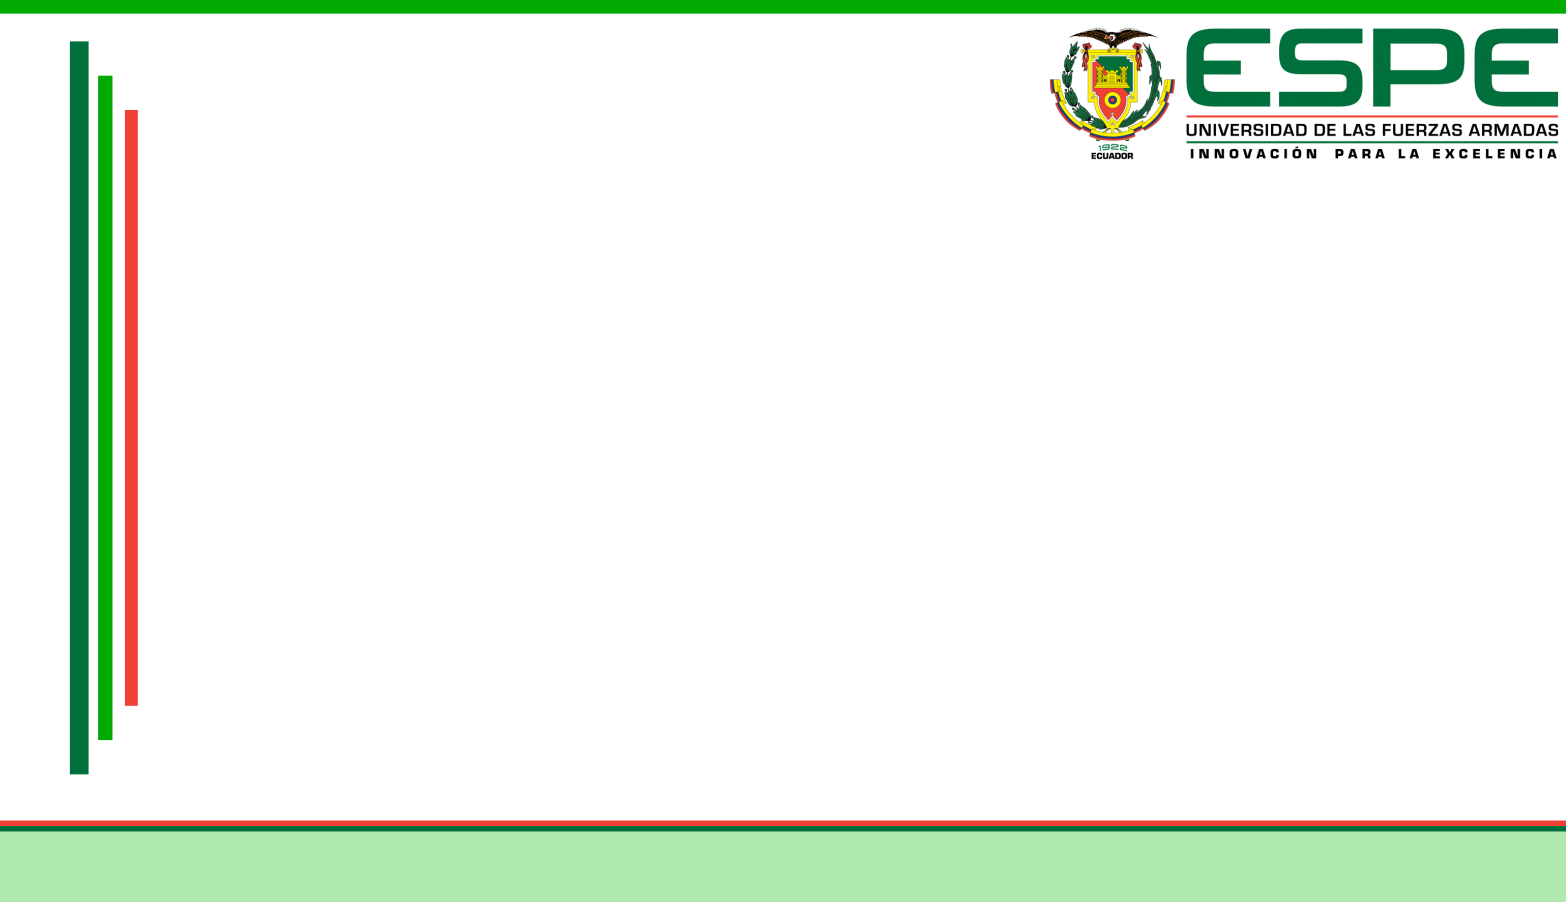 ESPE
UNIVERSIDAD DE LAS FUERZAS ARMADAS
INNOVACIÓN PARA LA EXCELENCIA
1922
ECUADOR